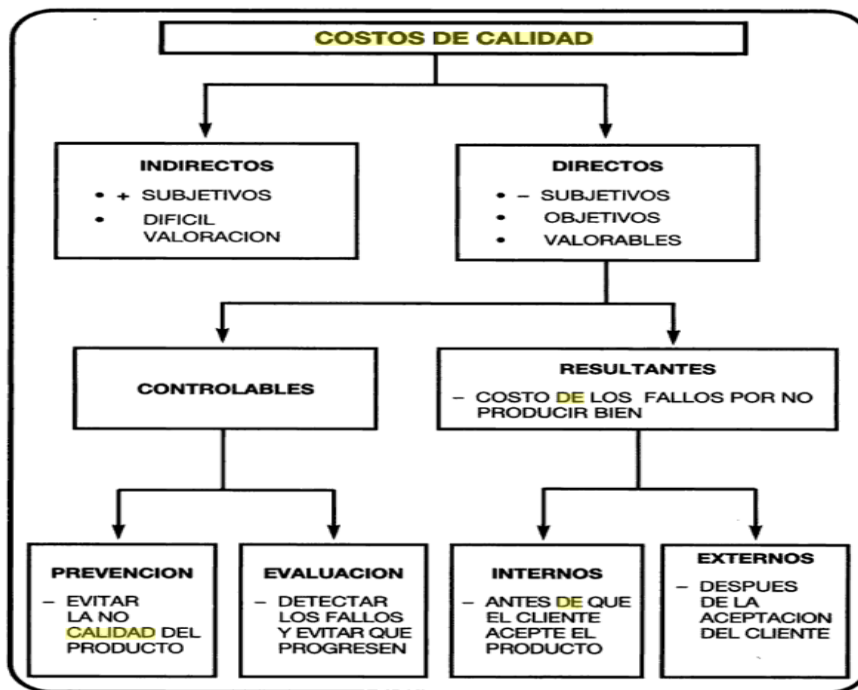 COSTOS DE CALIDAD
INDIRECTOS
• + SUBJETIVOS
• DIFICIL
VALORACION
DIRECTOS
• – SUBJETIVOS
• OBJETIVOS
• VALORABLES
CONTROLABLES
RESULTANTES
– COSTO DE LOS FALLOS POR NO
PRODUCIR BIEN
PREVENCION
– EVITAR
LA NO
CALIDAD DEL
PRODUCTO
EVALUACION
– DETECTAR
LOS FALLOS
Y EVITAR QUE
PROGRESEN
INTERNOS
– ANTES DE QUE
EL CLIENTE
ACEPTE EL
PRODUCTO
EXTERNOS
– DESPUES
DE LA
ACEPTACION
DEL CLIENTE